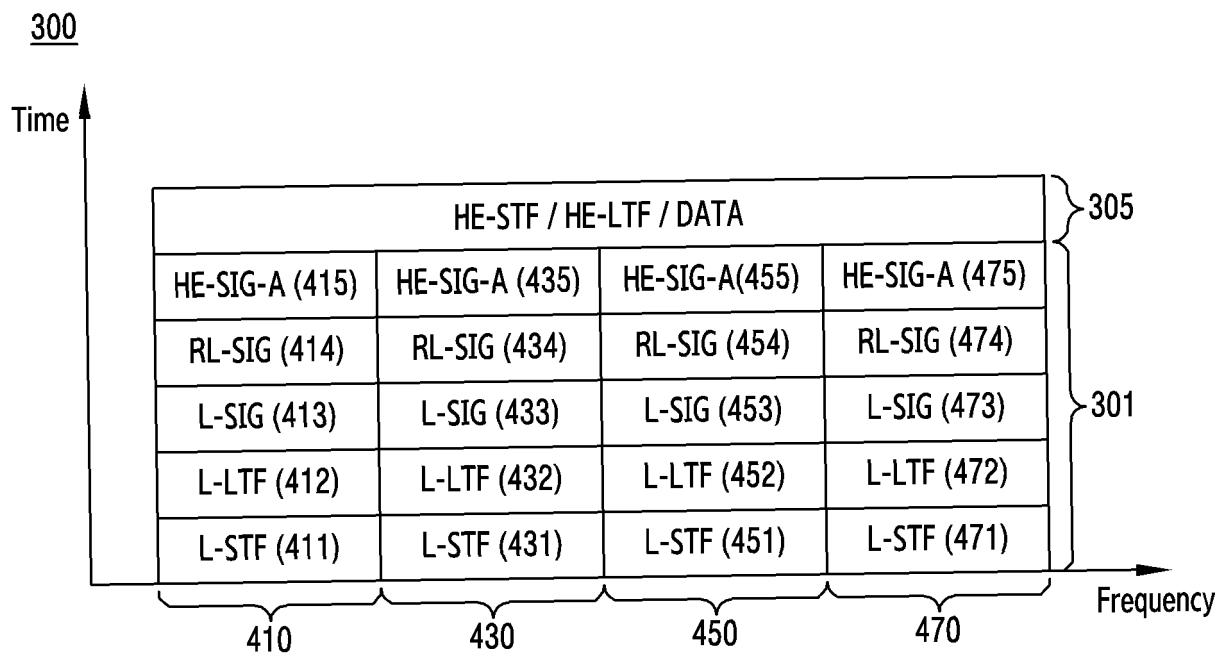 300
Time
HE-STF / HE-LTF / DATA
305
HE-SIG-A (415) HE-SIG-A (435) HE-SIG-A(455) HE-SIG-A (475)
RL-SIG (414) RL-SIG (434) RL-SIG (454) RL-SIG (474)
L-SIG (413) L-SIG (433) L-SIG (453) L-SIG (473)
301
L-LTF (412) L-LTF (432) L-LTF (452) L-LTF (472)
L-STF (411) L-STF (431) L-STF (451) L-STF (471)
Frequency
410 430 450 470